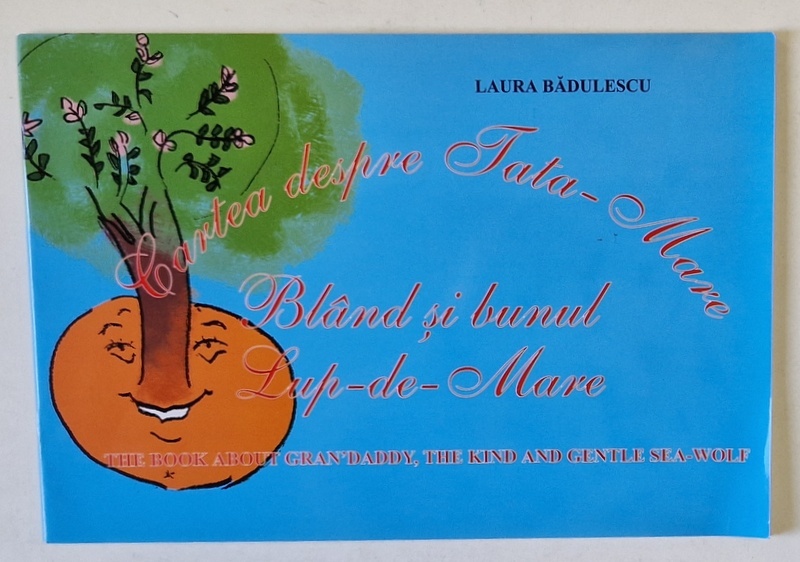 LAURA BĂDULESCU
Cartea despre Tata-Mare
Blând și bunul
Lup-de-Mare
THE BOOK ABOUT GRAN'DADDY, THE KIND AND GENTLE SEA-WOLF